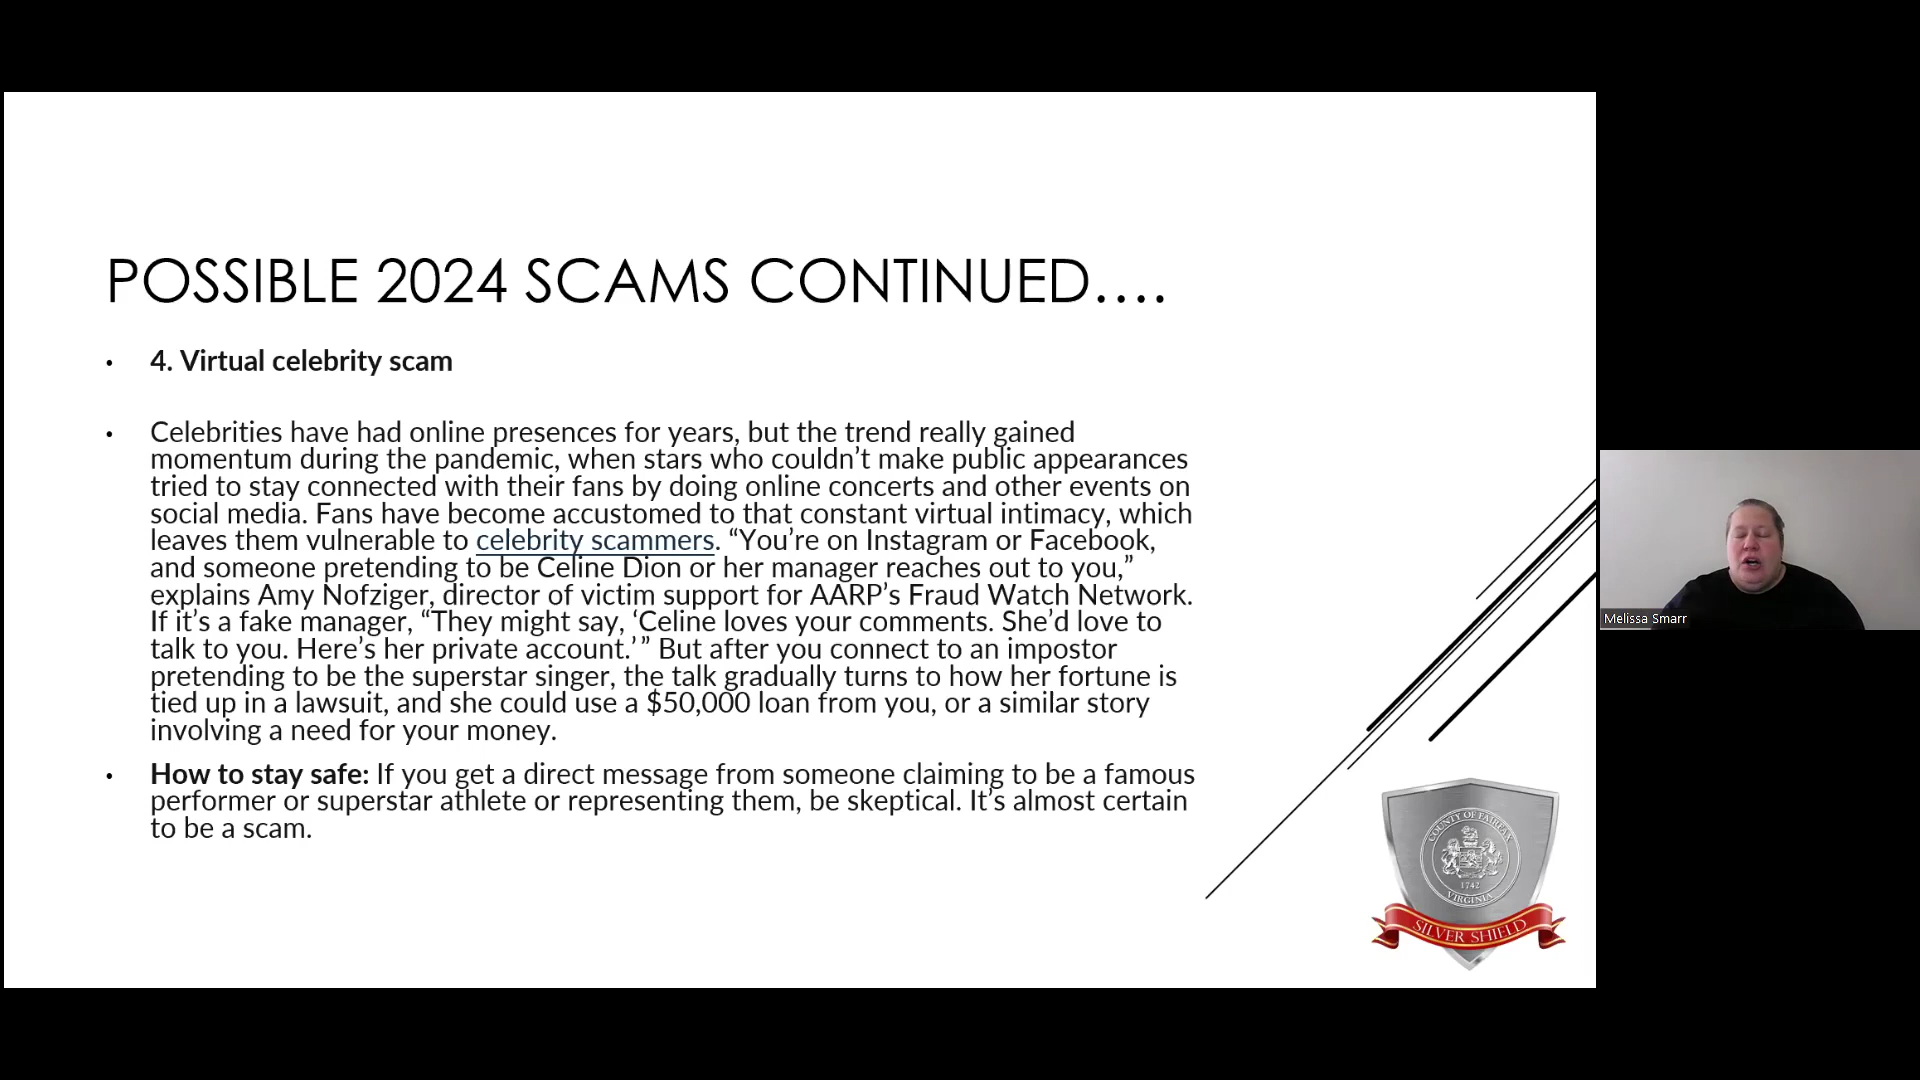 POSSIBLE 2024 SCAMS CONTINUED....
• 4. Virtual celebrity scam
• Celebrities have had online presences for years, but the trend really gained
momentum during the pandemic, when stars who couldn’t make public appearances
tried to stay connected with their fans by doing online concerts and other events on
social media. Fans have become accustomed to that constant virtual intimacy, which
leaves them vulnerable to celebrity scammers. “You’re on Instagram or Facebook,
and someone pretending to be Celine Dion or her manager reaches out to you,”
explains Amy Nofziger, director of victim support for AARP’s Fraud Watch Network.
If it’s a fake manager, “They might say, ‘Celine loves your comments. She’d love to
talk to you. Here’s her private account.’” But after you connect to an impostor
pretending to be the superstar singer, the talk gradually turns to how her fortune is
tied up in a lawsuit, and she could use a $50,000 loan from you, or a similar story
involving a need for your money.
• How to stay safe: If you get a direct message from someone claiming to be a famous
performer or superstar athlete or representing them, be skeptical. It’s almost certain
to be a scam.
COUNTY OF FAIRFAX
1742
VIRGINIA
SILVER SHIELD
Melissa Smarr